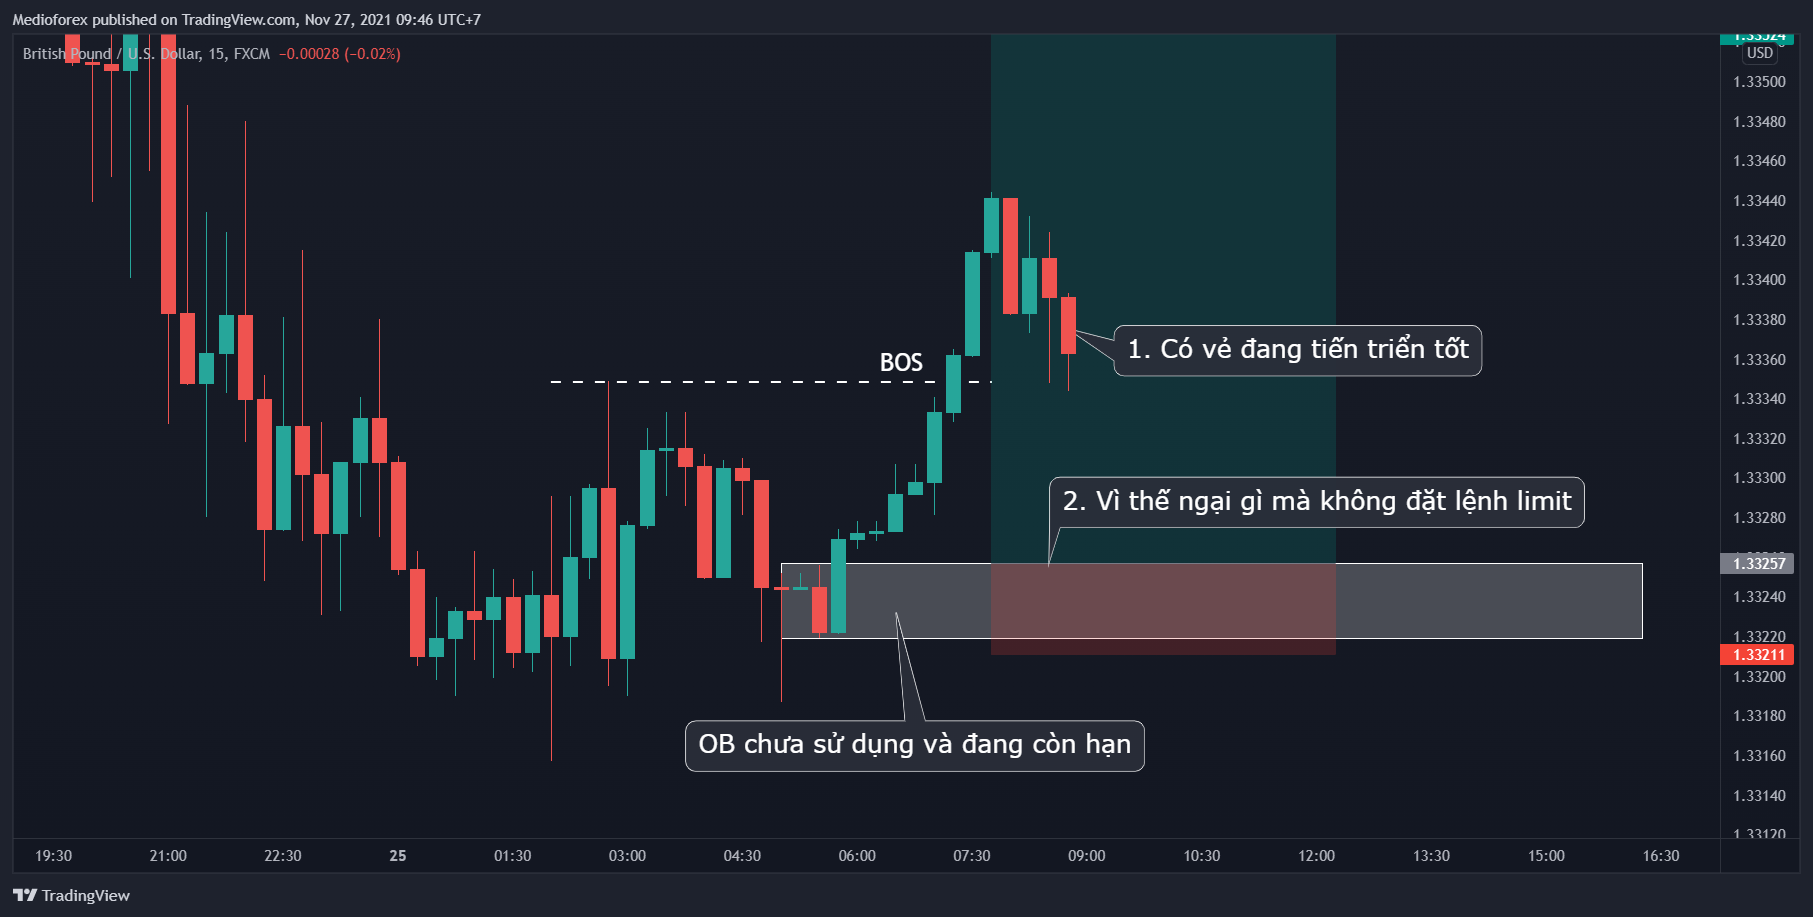 Medioforex published on TradingView.com, Nov 27, 2021 09:46 UTC+7
British Pound / U.S. Dollar, 15, FXCM −0.00028 (−0.02%)
1.33524
USD
1.33500
1.33480
1.33460
1.33440
1.33420
1.33400
1.33380
1. Có vẻ đang tiến triển tốt
BOS
1.33360
1.33340
1.33320
1.33300
2. Vì thế ngại gì mà không đặt lệnh limit
1.33280
1.33257
1.33240
1.33220
1.33211
1.33200
1.33180
OB chưa sử dụng và đang còn hạn
1.33160
1.33140
1.33120
19:30 21:00 22:30 25 01:30 03:00 04:30 06:00 07:30 09:00 10:30 12:00 13:30 15:00 16:30
TradingView